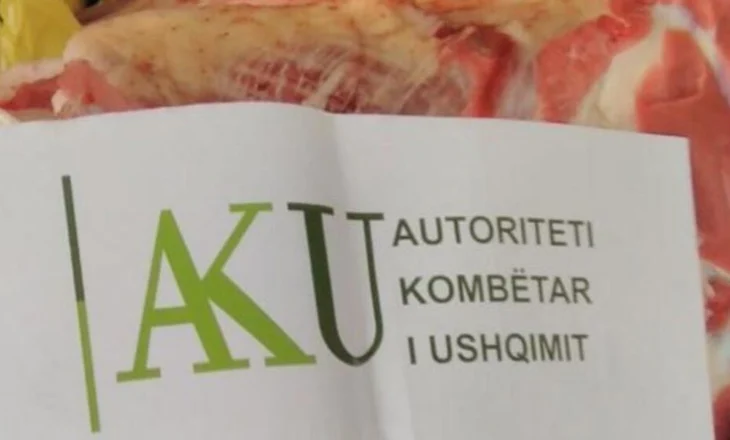 AKU
AUTORITETI
KOMBËTAR
I USHQIMIT